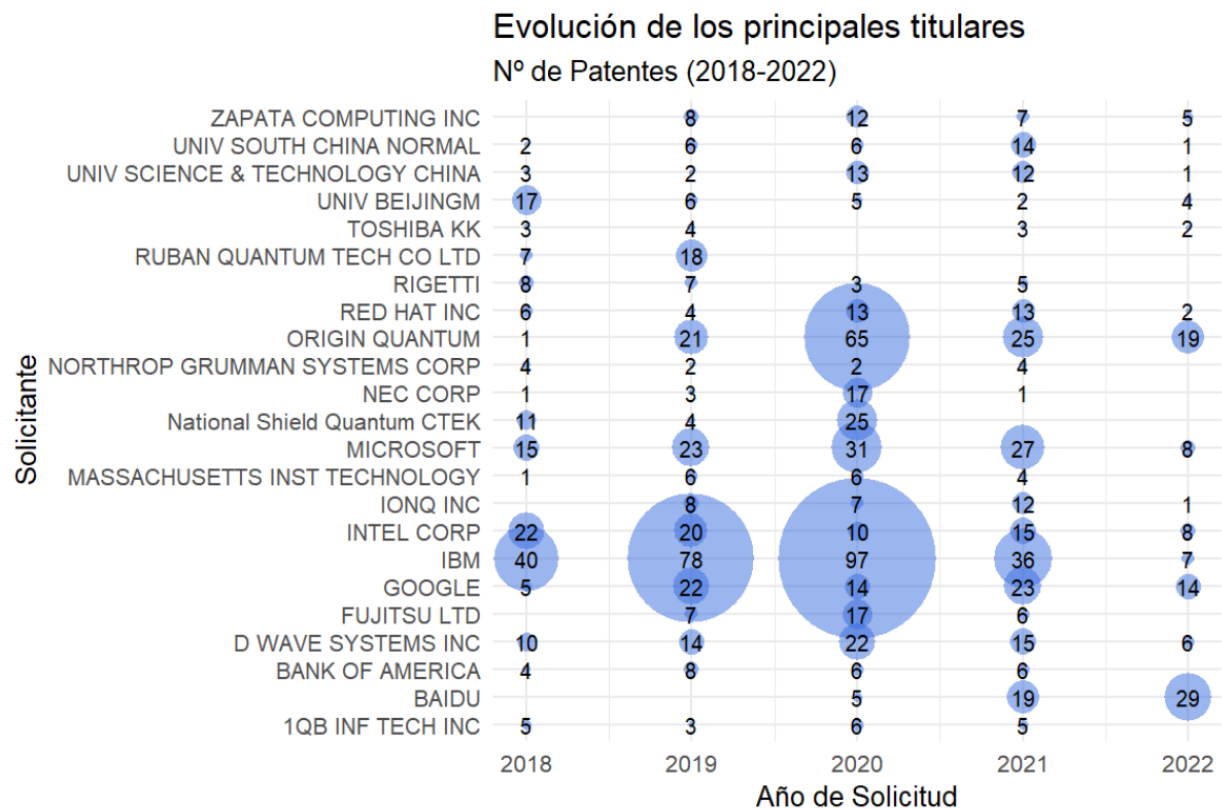 Evolución de los principales titulares
Nº de Patentes (2018-2022)
Solicitante
ZAPATA COMPUTING INC 8 12 7 5
UNIV SOUTH CHINA NORMAL 2 6 6 14 1
UNIV SCIENCE & TECHNOLOGY CHINA 3 2 13 12 1
UNIV BEIJINGM 17 6 5 2 4
TOSHIBA KK 3 4 3 2
RUBAN QUANTUM TECH CO LTD 7 18
RIGETTI 8 7 3 5
RED HAT INC 6 4 13 13 2
ORIGIN QUANTUM 1 21 65 25 19
NORTHROP GRUMMAN SYSTEMS CORP 4 2 2 4
NEC CORP 1 3 17 1
National Shield Quantum CTEK 11 4 25
MICROSOFT 15 23 31 27 8
MASSACHUSETTS INST TECHNOLOGY 1 6 6 4
IONQ INC 8 7 12 1
INTEL CORP 22 20 10 15 8
IBM 40 78 97 36 7
GOOGLE 5 22 14 23 14
FUJITSU LTD 7 17 6
D WAVE SYSTEMS INC 10 14 22 15 6
BANK OF AMERICA 4 8 6 6
BAIDU 5 19 29
1QB INF TECH INC 5 3 6 5
2018 2019 2020 2021 2022
Año de Solicitud